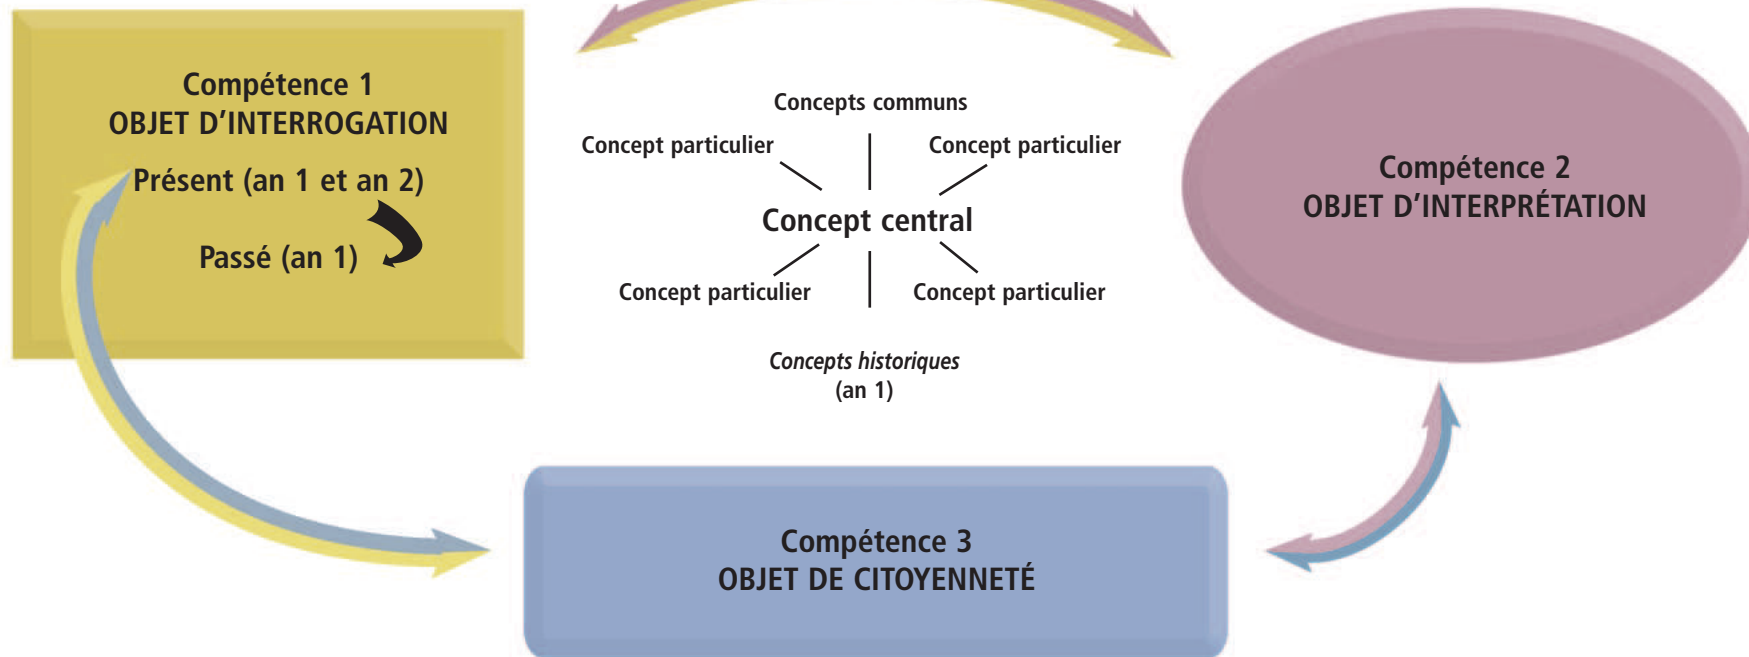 Compétence 1
OBJET D'INTERROGATION
Présent (an 1 et an 2)
Passé (an 1)
Concepts communs
Concept particulier
Concept particulier
Concept central
Concept particulier
Concept particulier
Concepts historiques
(an 1)
Compétence 2
OBJET D'INTERPRÉTATION
Compétence 3
OBJET DE CITOYENNETÉ